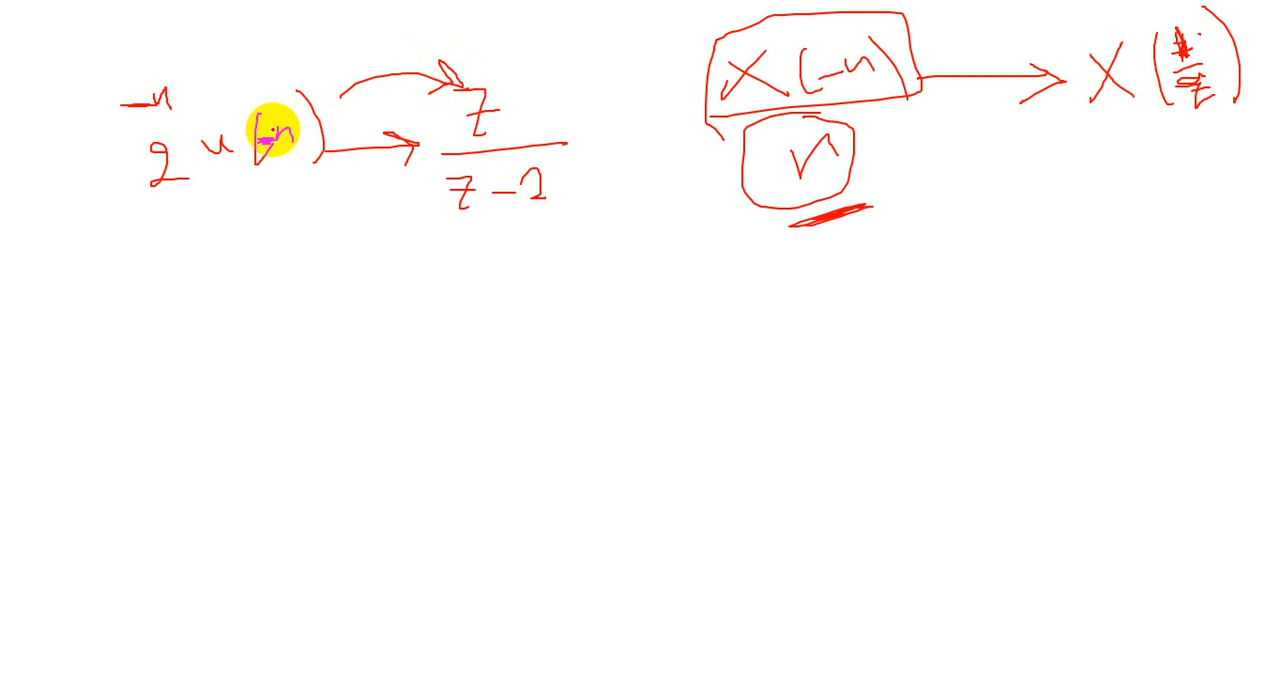 2^-n u(-n) → z / (z - 2)
x(-n) → X(1/z)
n